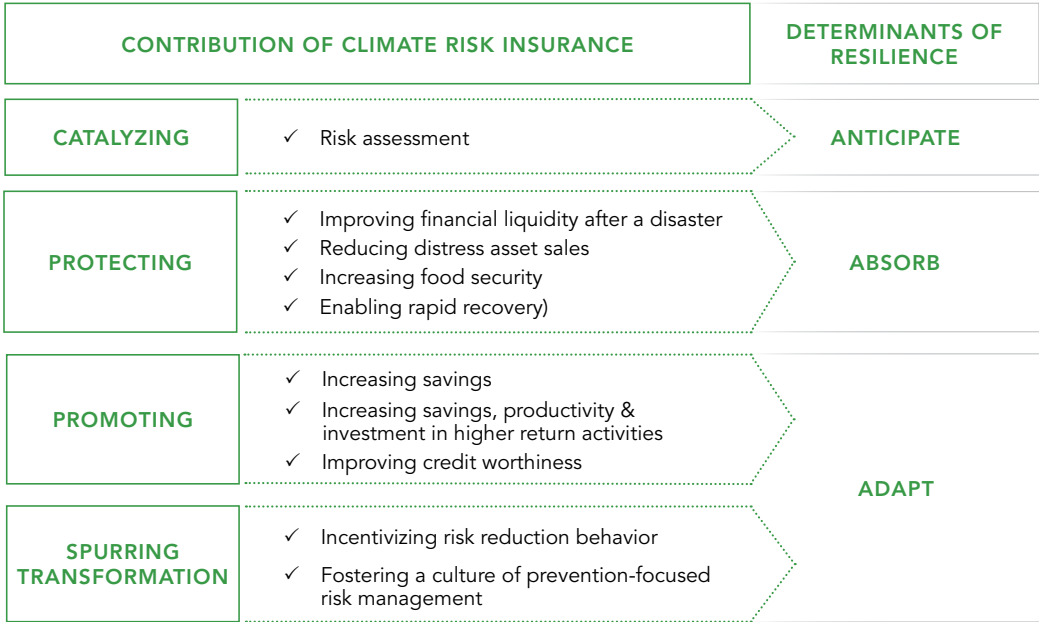 CONTRIBUTION OF CLIMATE RISK INSURANCE
DETERMINANTS OF
RESILIENCE
CATALYZING
✓ Risk assessment
ANTICIPATE
PROTECTING
✓ Improving financial liquidity after a disaster
✓ Reducing distress asset sales
✓ Increasing food security
✓ Enabling rapid recovery)
ABSORB
PROMOTING
✓ Increasing savings
✓ Increasing savings, productivity &
investment in higher return activities
✓ Improving credit worthiness
ADAPT
SPURRING
TRANSFORMATION
✓ Incentivizing risk reduction behavior
✓ Fostering a culture of prevention-focused
risk management